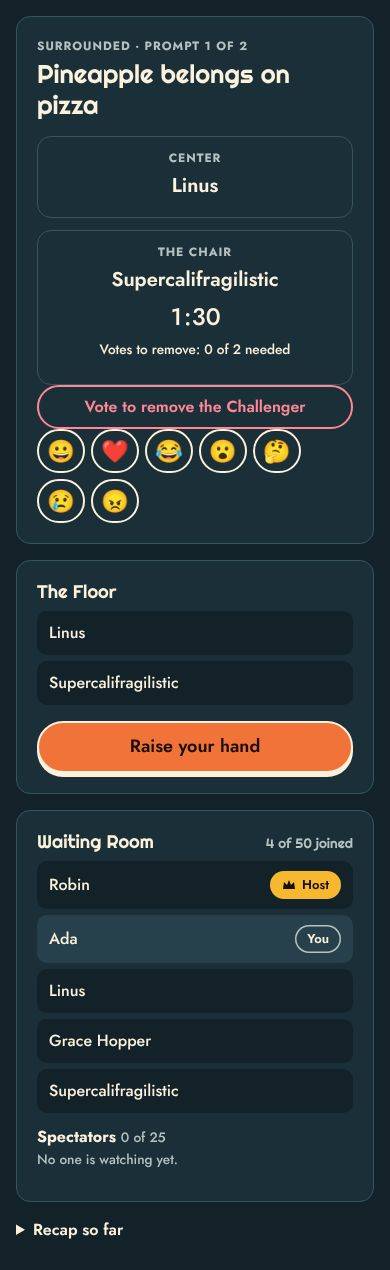 SURROUNDED · PROMPT 1 OF 2
Pineapple belongs on
pizza
CENTER
Linus
THE CHAIR
Supercalifragilistic
1:30
Votes to remove: 0 of 2 needed
Vote to remove the Challenger
The Floor
Linus
Supercalifragilistic
Raise your hand
Waiting Room
4 of 50 joined
Robin
Host
Ada
You
Linus
Grace Hopper
Supercalifragilistic
Spectators 0 of 25
No one is watching yet.
Recap so far